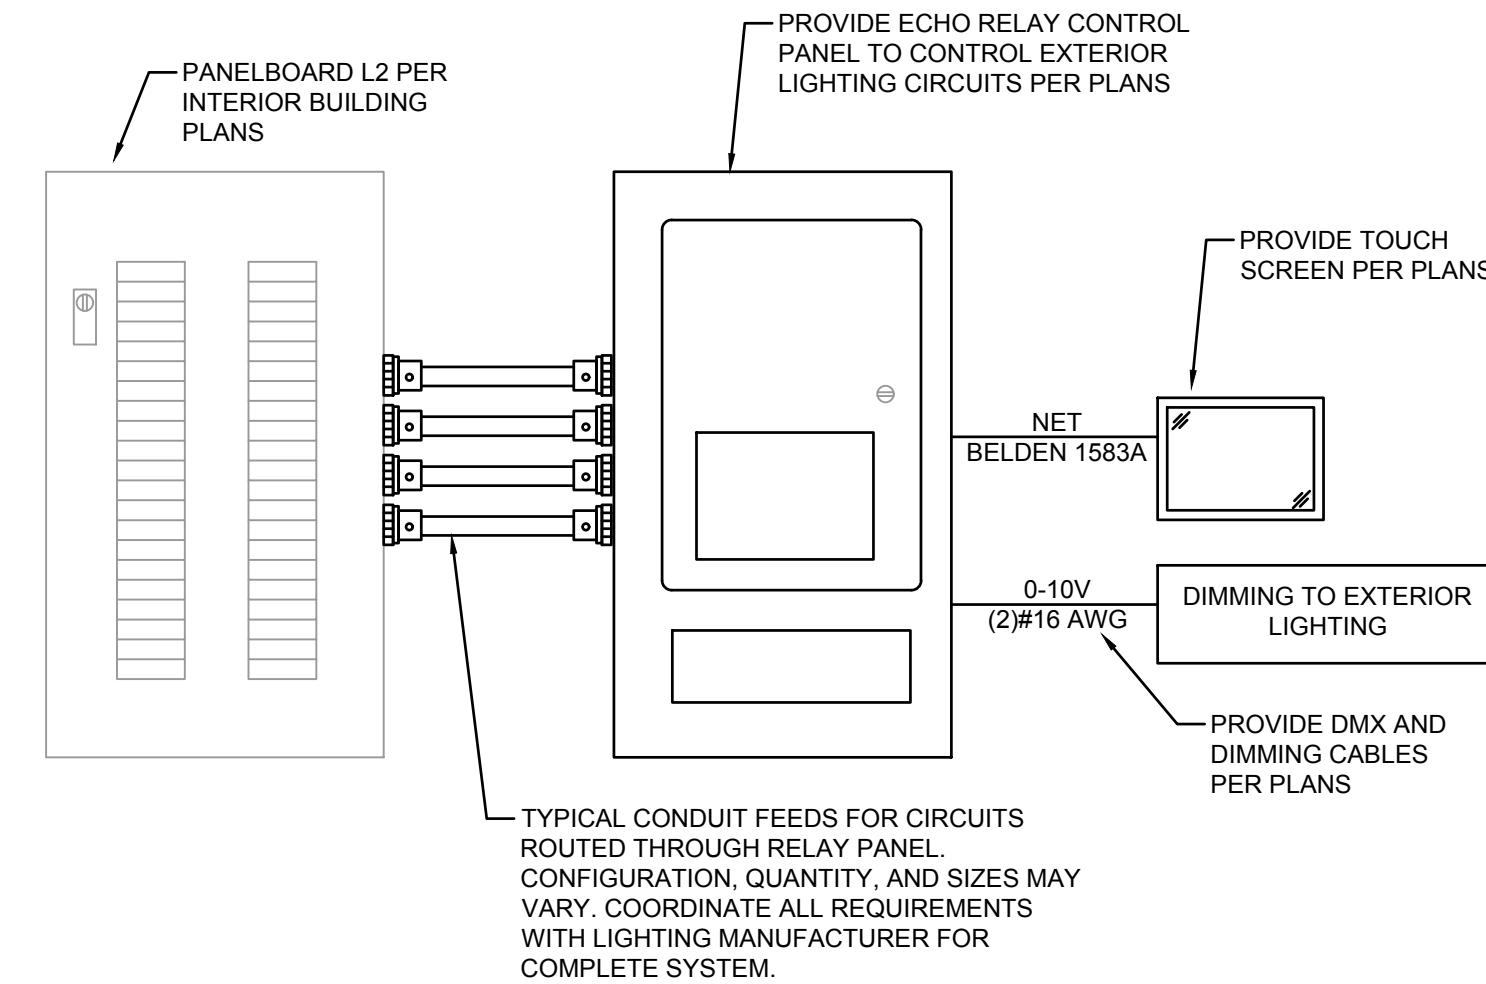 PROVIDE ECHO RELAY CONTROL
PANEL TO CONTROL EXTERIOR
LIGHTING CIRCUITS PER PLANS
PANELBOARD L2 PER
INTERIOR BUILDING
PLANS
PROVIDE TOUCH
SCREEN PER PLANS
NET
BELDEN 1583A
0-10V
(2)#16 AWG
DIMMING TO EXTERIOR
LIGHTING
PROVIDE DMX AND
DIMMING CABLES
PER PLANS
TYPICAL CONDUIT FEEDS FOR CIRCUITS
ROUTED THROUGH RELAY PANEL.
CONFIGURATION, QUANTITY, AND SIZES MAY
VARY. COORDINATE ALL REQUIREMENTS
WITH LIGHTING MANUFACTURER FOR
COMPLETE SYSTEM.